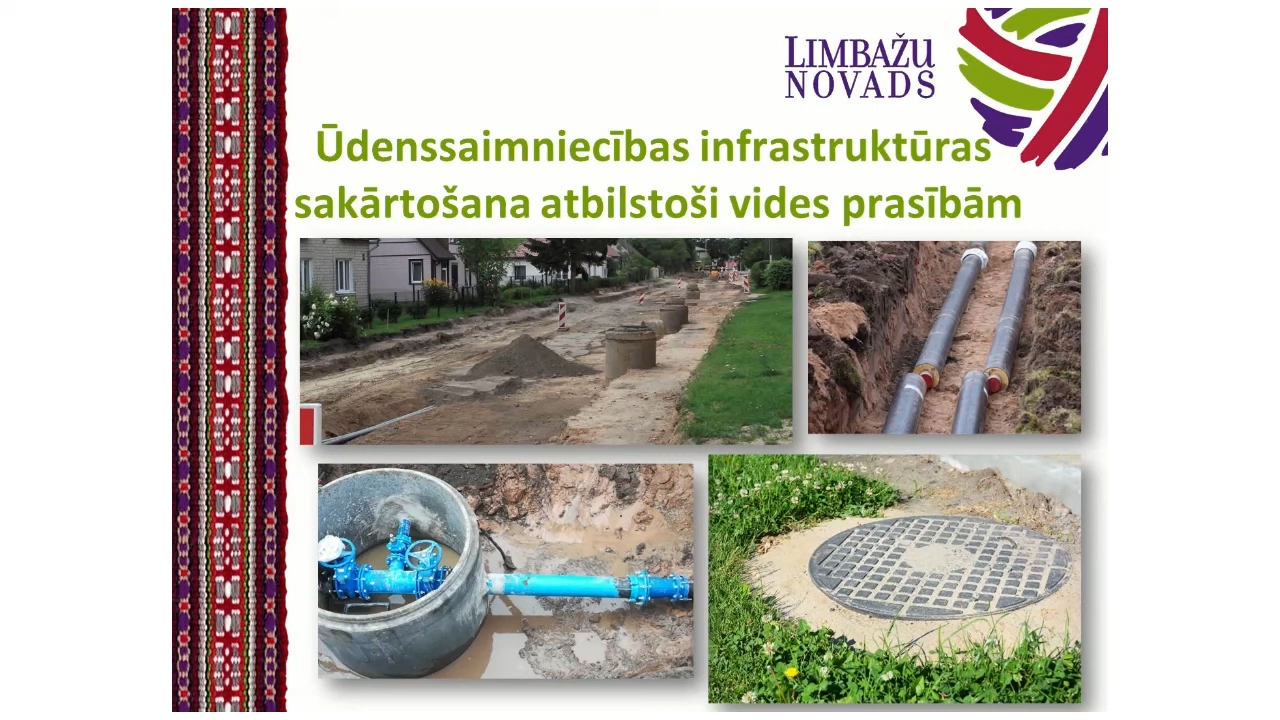 LIMBAŽU
NOVADS
Ūdenssaimniecības infrastruktūras
sakārtošana atbilstoši vides prasībām